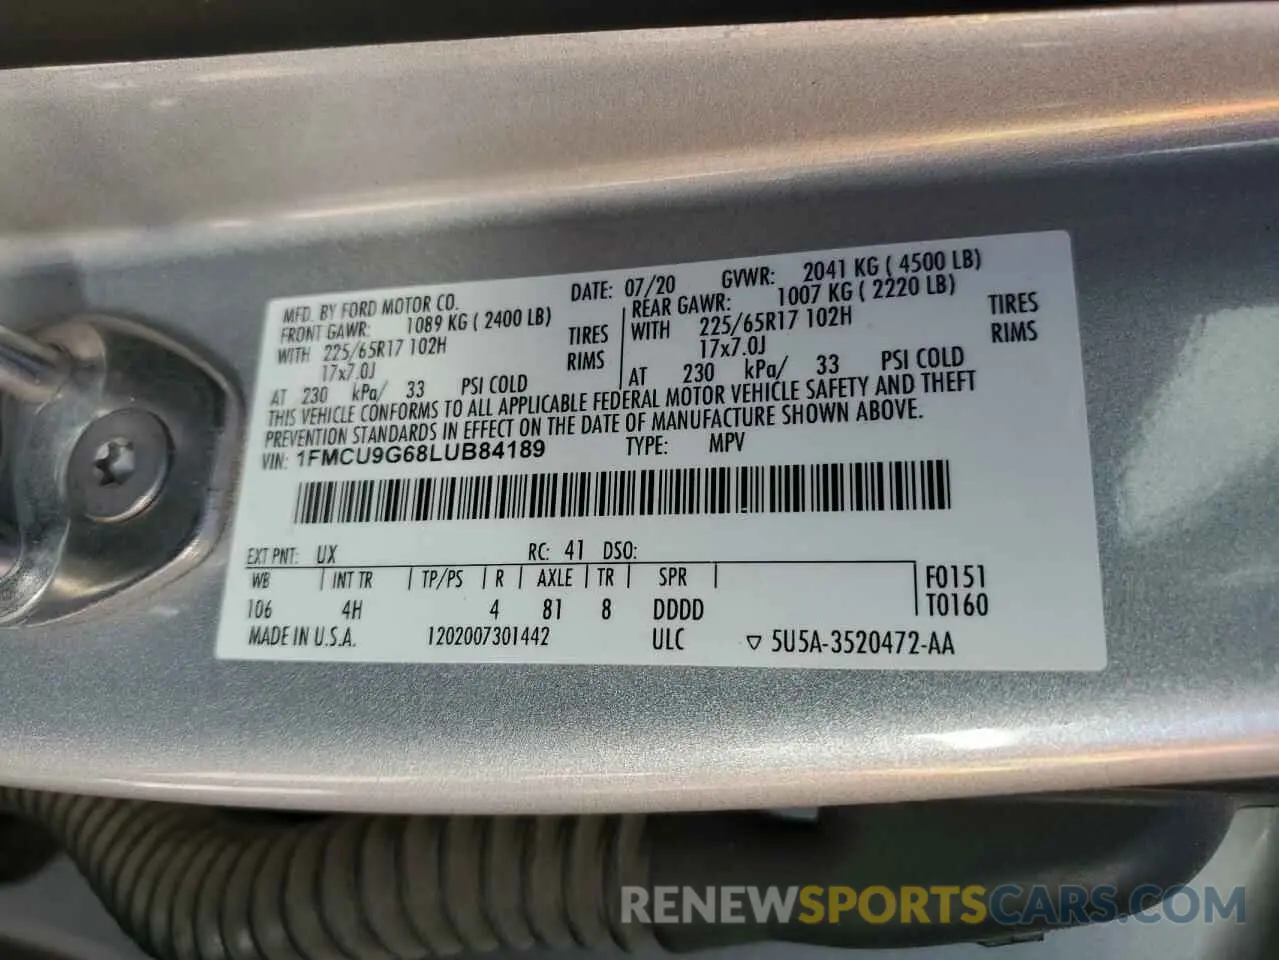 MFD. BY FORD MOTOR CO. DATE: 07/20 GVWR: 2041 KG ( 4500 LB)
FRONT GAWR: 1089 KG ( 2400 LB) REAR GAWR: 1007 KG ( 2220 LB)
WITH 225/65R17 102H TIRES WITH 225/65R17 102H TIRES
17x7.0J RIMS 17x7.0J RIMS
AT 230 kPa/ 33 PSI COLD AT 230 kPa/ 33 PSI COLD
THIS VEHICLE CONFORMS TO ALL APPLICABLE FEDERAL MOTOR VEHICLE SAFETY AND THEFT
PREVENTION STANDARDS IN EFFECT ON THE DATE OF MANUFACTURE SHOWN ABOVE.
VIN: 1FMCU9G68LUB84189 TYPE: MPV
EXT PNT: UX RC: 41 DSO:
WB INT TR TP/PS R AXLE TR SPR F0151
106 4H 4 81 8 DDDD T0160
MADE IN U.S.A. 1202007301442 ULC ▽ 5U5A-3520472-AA
RENEWSPORTSCARS.COM